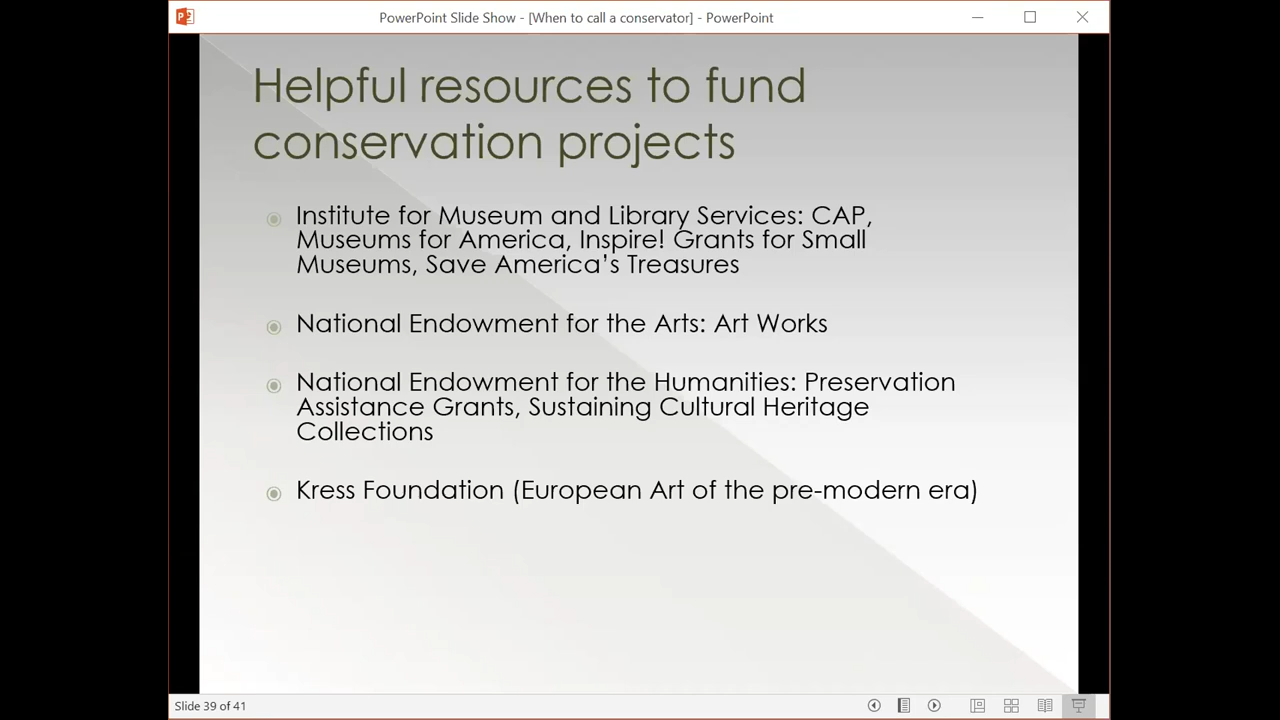 PowerPoint Slide Show - [When to call a conservator] - PowerPoint
Helpful resources to fund
conservation projects
Institute for Museum and Library Services: CAP,
Museums for America, Inspire! Grants for Small
Museums, Save America's Treasures
National Endowment for the Arts: Art Works
National Endowment for the Humanities: Preservation
Assistance Grants, Sustaining Cultural Heritage
Collections
Kress Foundation (European Art of the pre-modern era)
Slide 39 of 41